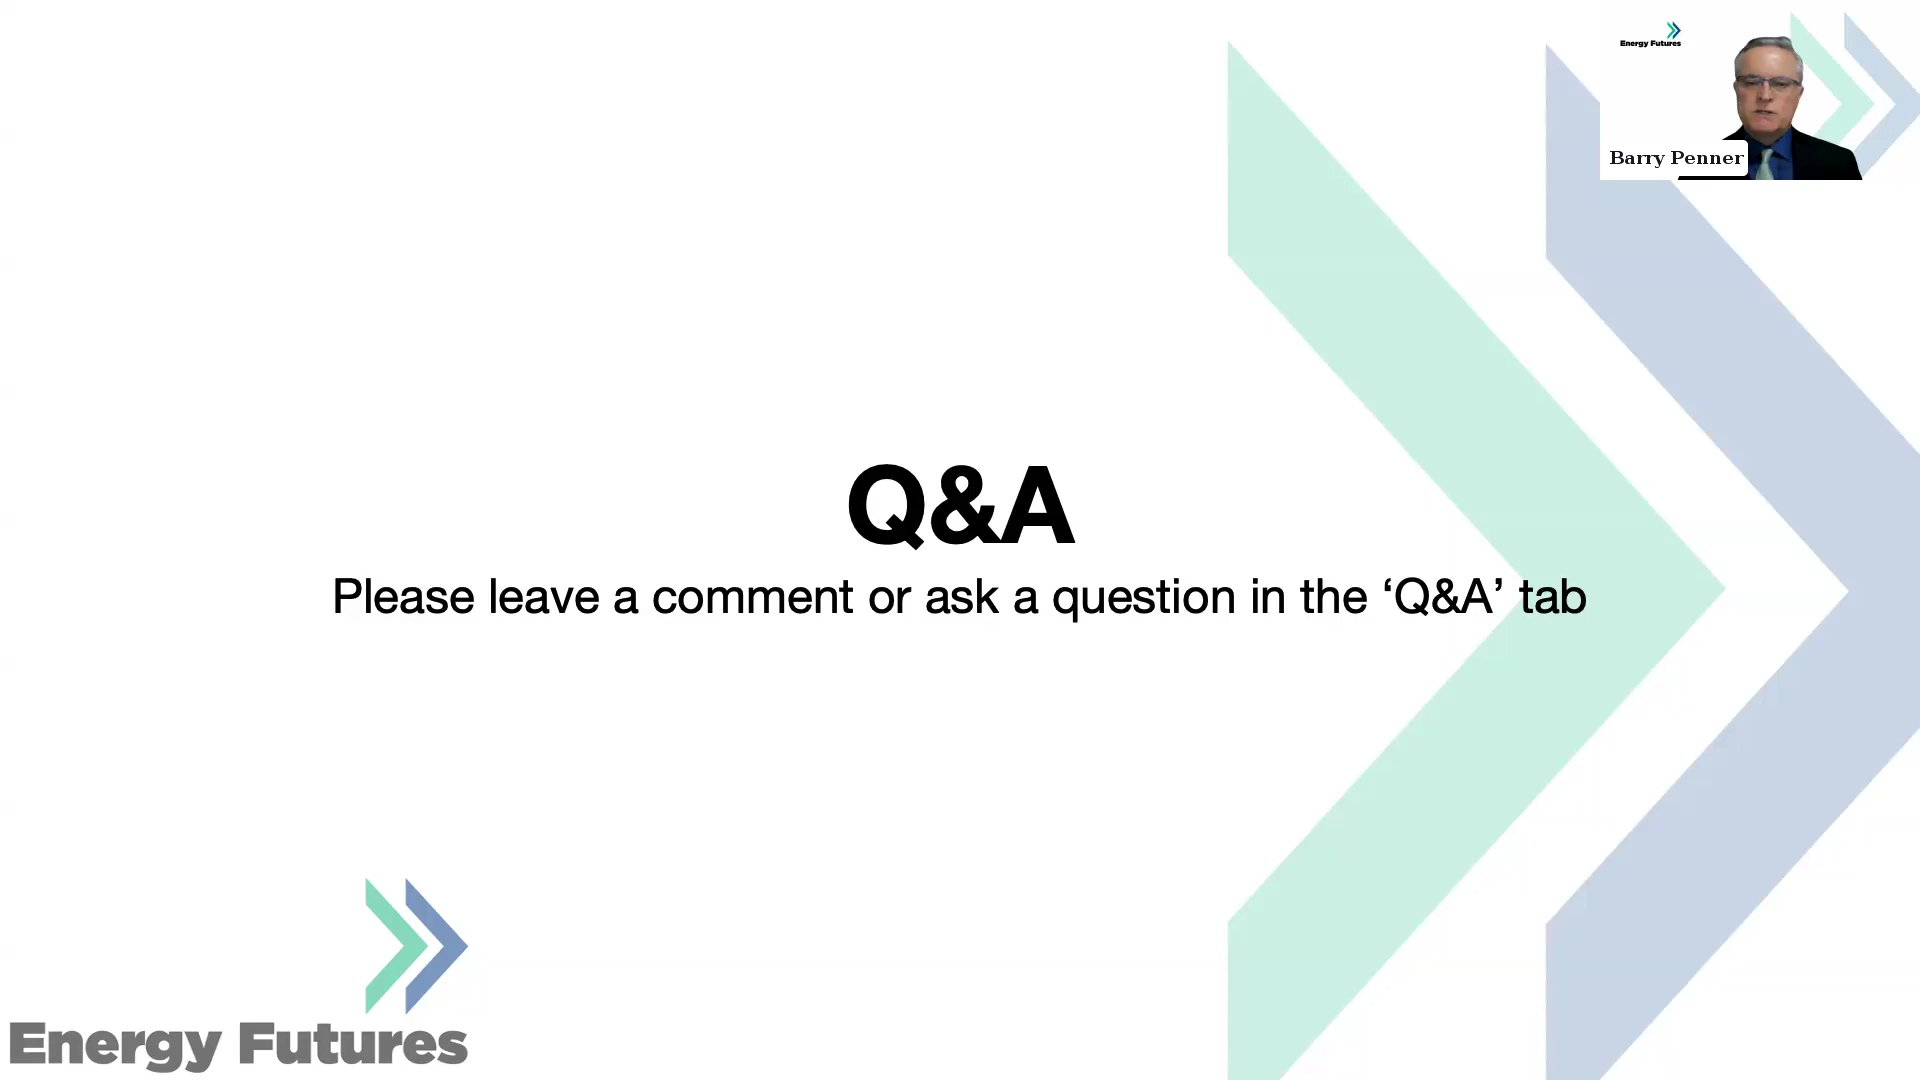 Energy Futures
Barry Penner
Q&A
Please leave a comment or ask a question in the ‘Q&A’ tab
Energy Futures